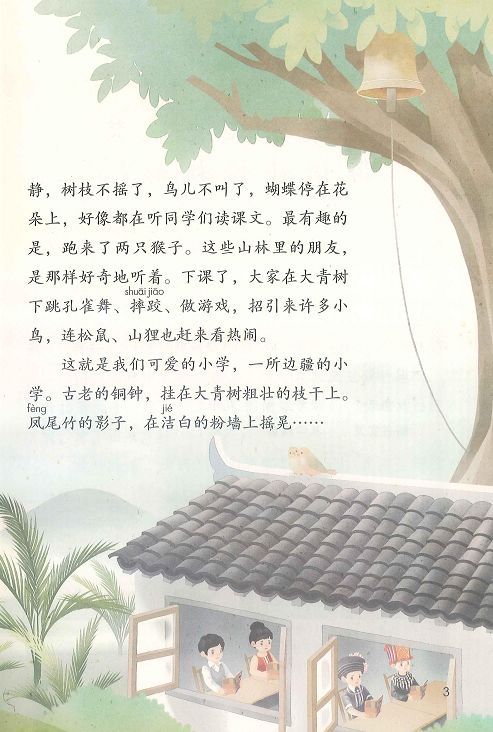 静，树枝不摇了，鸟儿不叫了，蝴蝶停在花
朵上，好像都在听同学们读课文。最有趣的
是，跑来了两只猴子。这些山林里的朋友，
是那样好奇地听着。下课了，大家在大青树
shuāi jiāo
下跳孔雀舞、摔跤、做游戏，招引来许多小
鸟，连松鼠、山狸也赶来看热闹。
这就是我们可爱的小学，一所边疆的小
学。古老的铜钟，挂在大青树粗壮的枝干上。
fèng jié
凤尾竹的影子，在洁白的粉墙上摇晃……
3